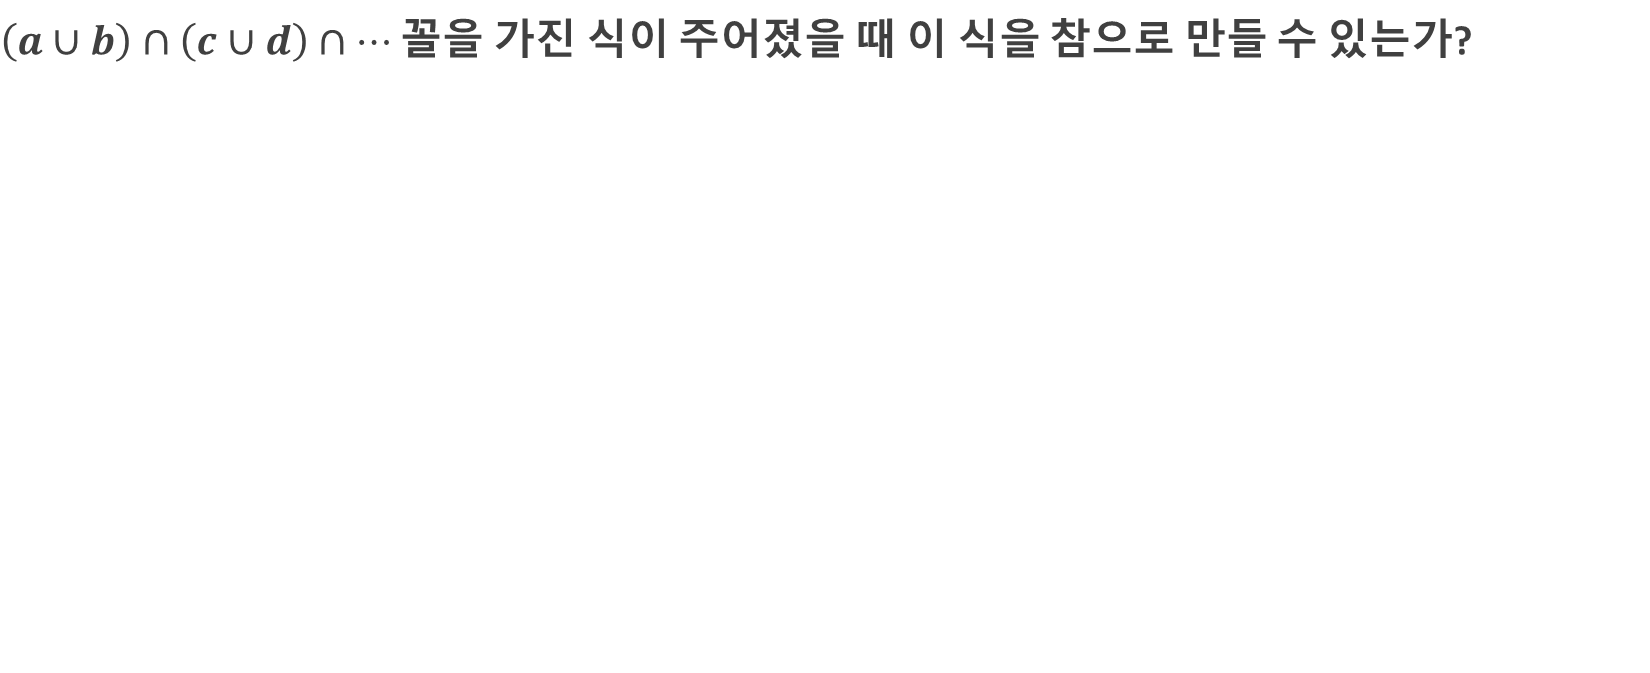 (a ∪ b) ∩ (c ∪ d) ∩ ⋯ 꼴을 가진 식이 주어졌을 때 이 식을 참으로 만들 수 있는가?